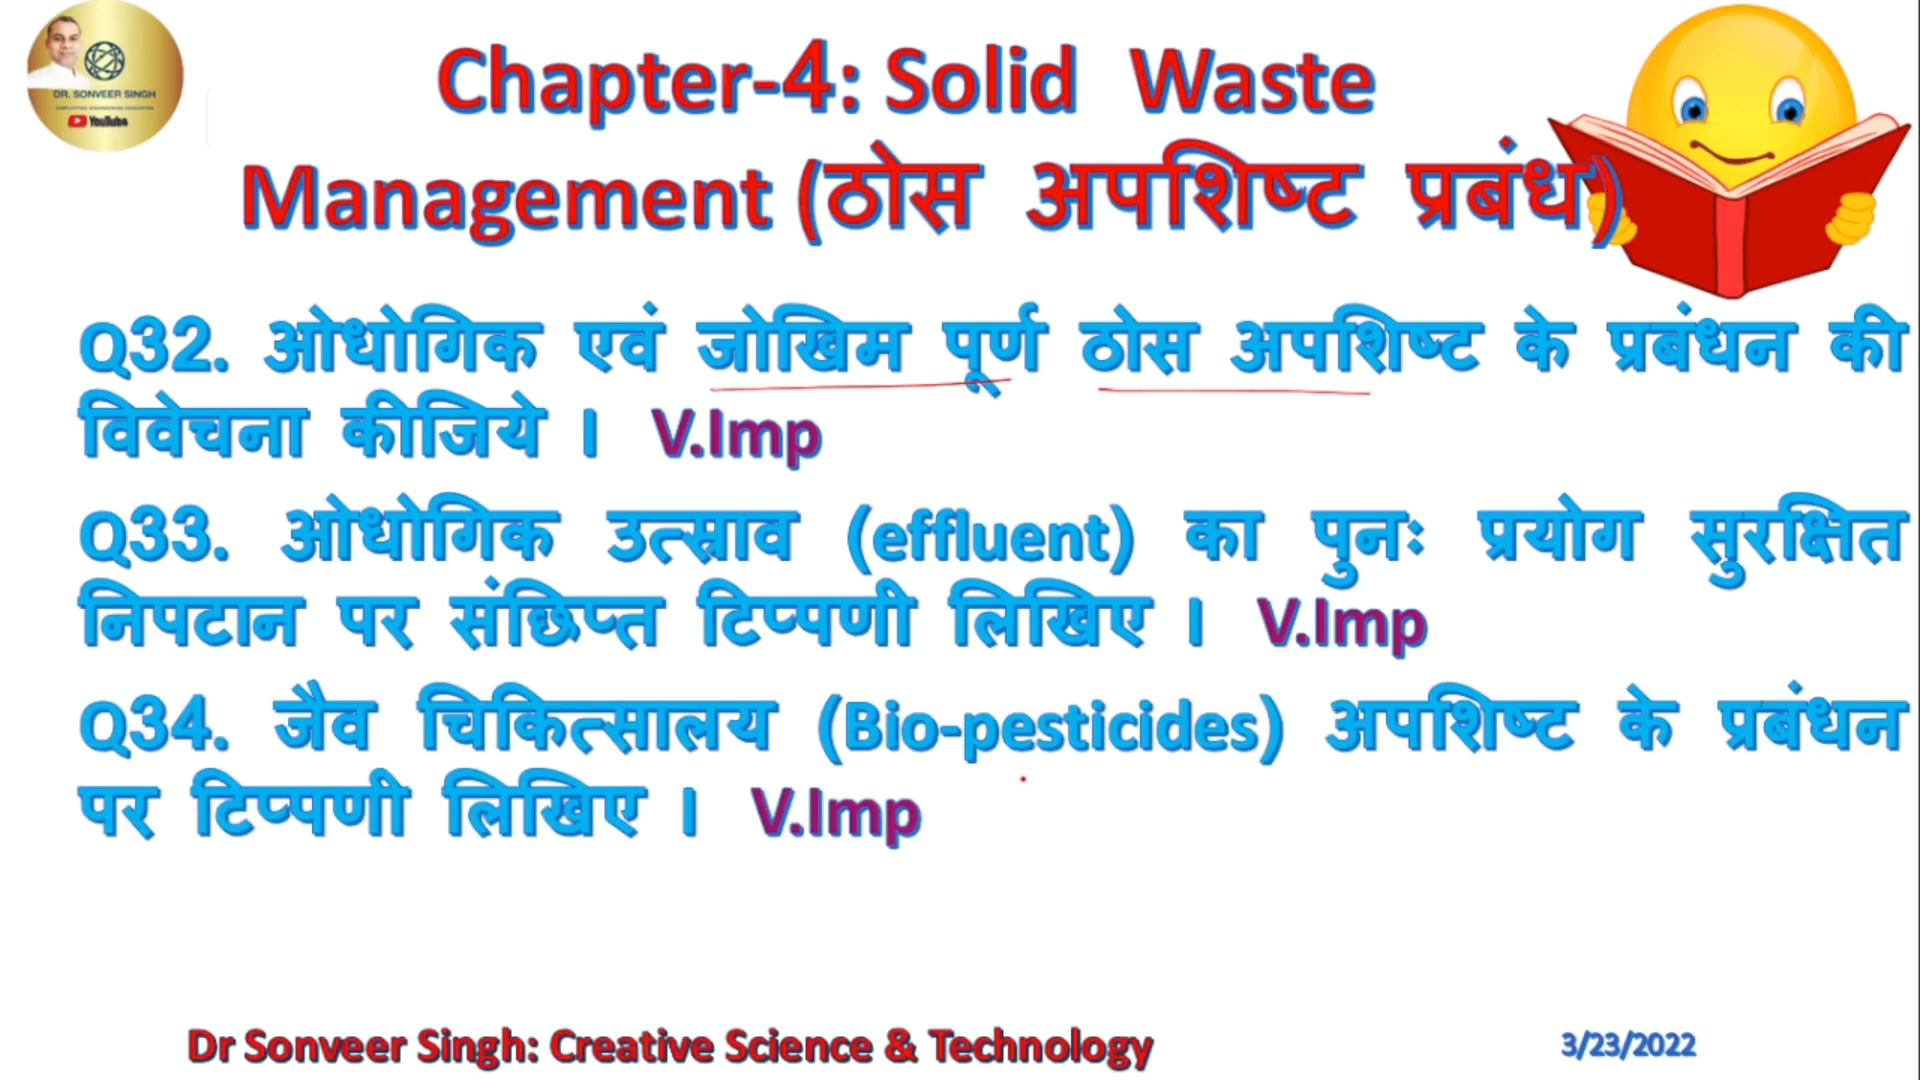 DR. SONVEER SINGH
YouTube
Chapter-4: Solid Waste
Management (ठोस अपशिष्ट प्रबंध)
Q32. ओधोगिक एवं जोखिम पूर्ण ठोस अपशिष्ट के प्रबंधन की
विवेचना कीजिये । V.Imp
Q33. ओधोगिक उत्स्राव (effluent) का पुनः प्रयोग सुरक्षित
निपटान पर संछिप्त टिप्पणी लिखिए । V.Imp
Q34. जैव चिकित्सालय (Bio-pesticides) अपशिष्ट के प्रबंधन
पर टिप्पणी लिखिए । V.Imp
Dr Sonveer Singh: Creative Science & Technology
3/23/2022